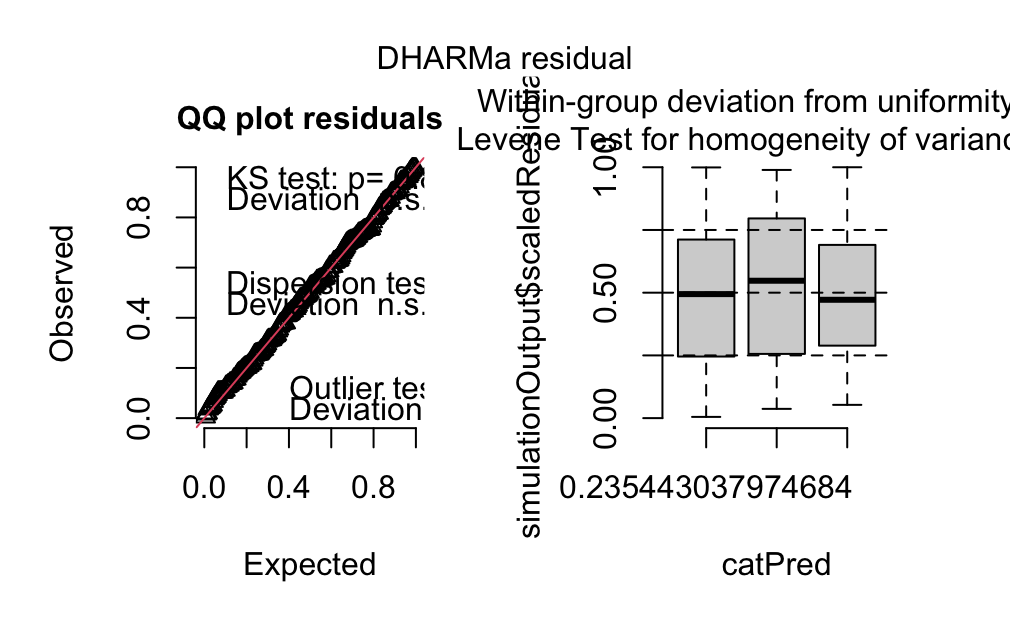 DHARMa residual
QQ plot residuals
KS test: p=
Deviation n.s.
Dispersion tes
Deviation n.s.
Outlier tes
Deviation
Observed
0.0 0.4 0.8
0.0 0.4 0.8
Expected
Within-group deviation from uniformity
Levene Test for homogeneity of varianc
simulationOutput$scaledResidua
0.00 0.50 1.00
0.235443037974684
catPred